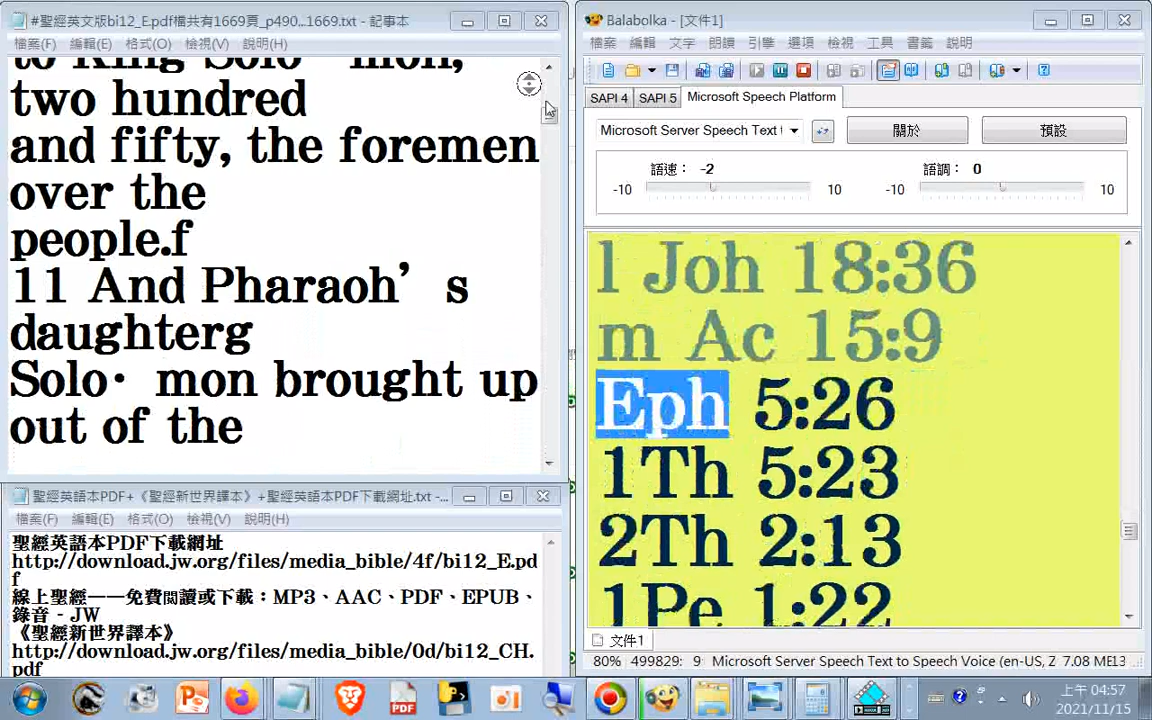 #聖經英文版bi12_E.pdf檔共有1669頁_p490...1669.txt - 記事本
檔案(F) 編輯(E) 格式(O) 檢視(V) 說明(H)
to King Solo· mon,
two hundred
and fifty, the foremen
over the
people.f
11 And Pharaoh’s
daughterg
Solo· mon brought up
out of the
聖經英語本PDF+《聖經新世界譯本》+聖經英語本PDF下載網址.txt - ...
檔案(F) 編輯(E) 格式(O) 檢視(V) 說明(H)
聖經英語本PDF下載網址
http://download.jw.org/files/media_bible/4f/bi12_E.pd
f
線上聖經——免費閱讀或下載：MP3、AAC、PDF、EPUB、
錄音 - JW
《聖經新世界譯本》
http://download.jw.org/files/media_bible/0d/bi12_CH.
pdf
Balabolka - [文件1]
檔案 編輯 文字 朗讀 引擎 選項 檢視 工具 書籤 說明
SAPI 4 SAPI 5 Microsoft Speech Platform
Microsoft Server Speech Text 關於 預設
語速： -2 語調： 0
-10 10 -10 10
l Joh 18:36
m Ac 15:9
Eph 5:26
1Th 5:23
2Th 2:13
1Pe 1:22
文件1
80% 499829: 9 Microsoft Server Speech Text to Speech Voice (en-US, Z 7.08 ME
上午 04:57
2021/11/15